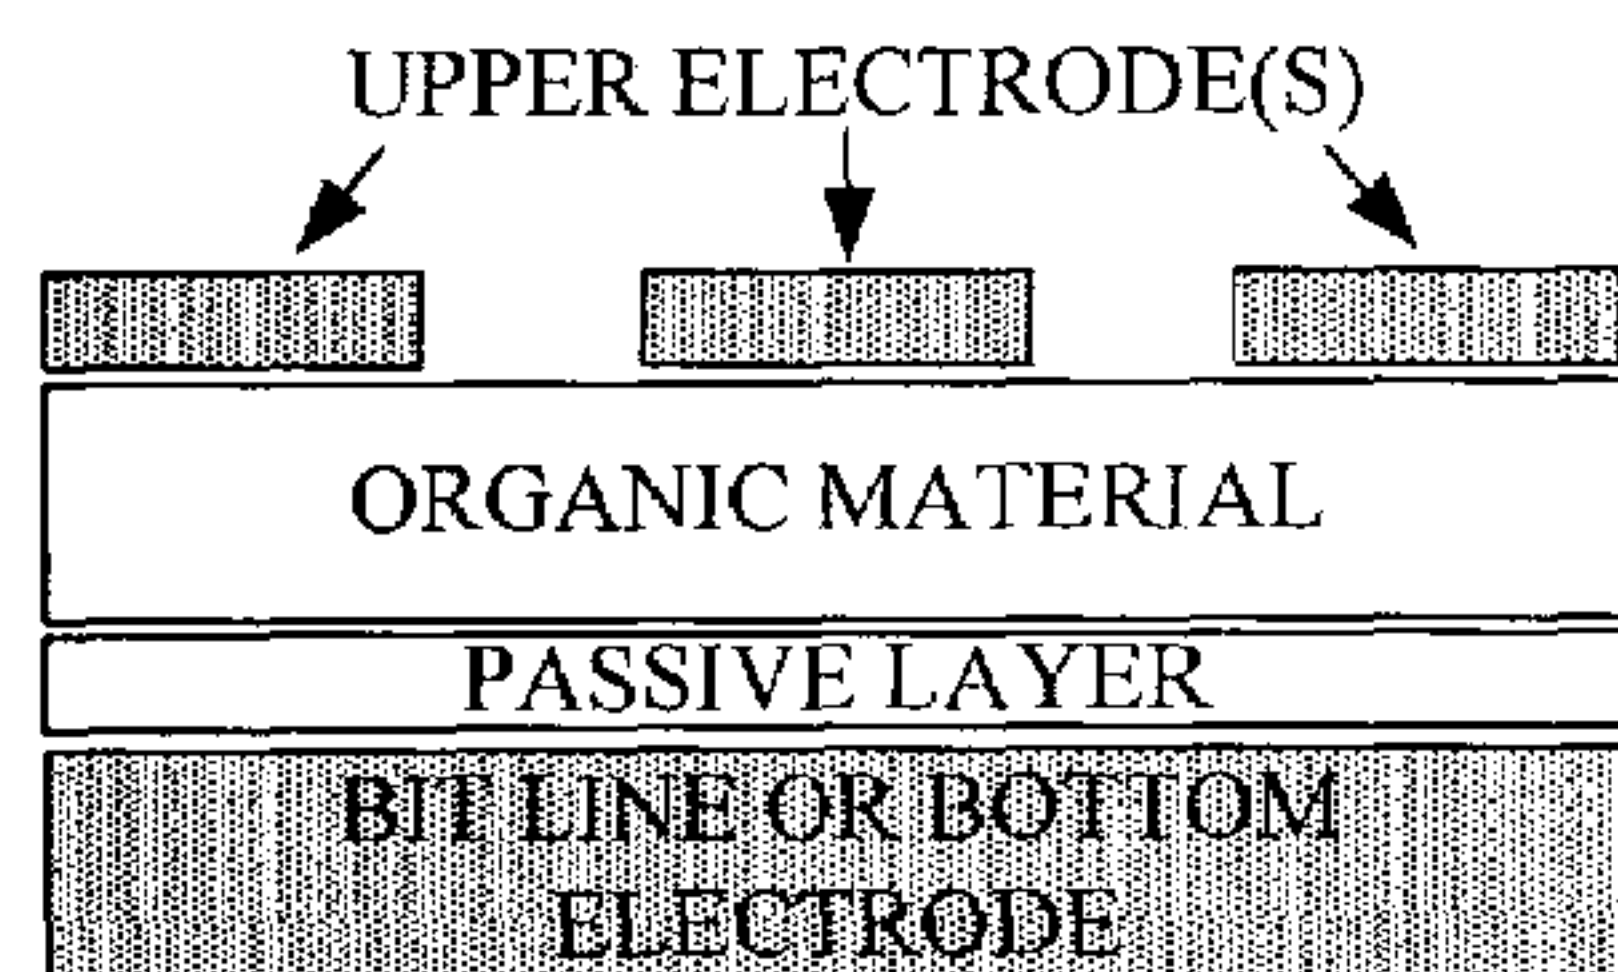 UPPER ELECTRODE(S)
ORGANIC MATERIAL
PASSIVE LAYER
BIT LINE OR BOTTOM
ELECTRODE